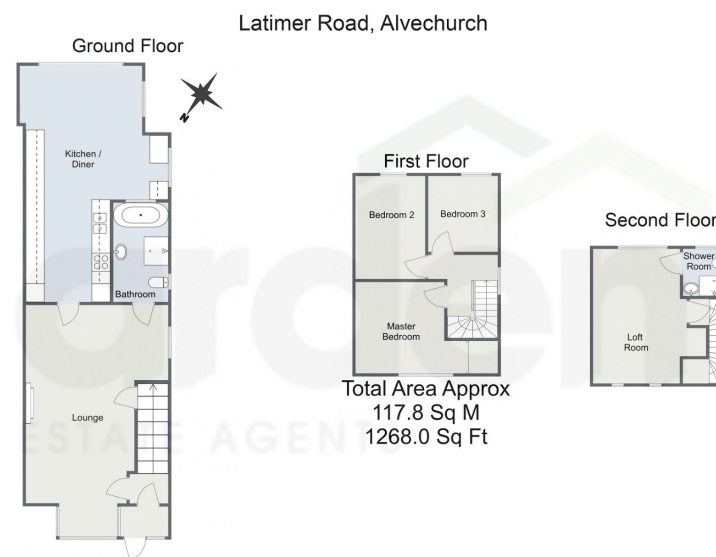 Latimer Road, Alvechurch
Ground Floor
N
Kitchen /
Diner
Bathroom
Lounge
First Floor
Bedroom 2
Bedroom 3
Master
Bedroom
Total Area Approx
117.8 Sq M
1268.0 Sq Ft
Second Floor
Shower
Room
Loft
Room
arden
ESTATE AGENTS